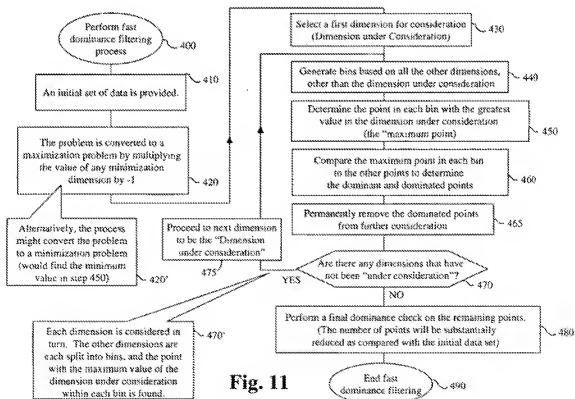 Perform fast
dominance filtering
process
400
410
An initial set of data is provided.
The problem is converted to a
maximization problem by multiplying
the value of any minimization
dimension by -1
420
Alternatively, the process
might convert the problem
to a minimization problem
(would find the minimum
value in step 450)
420'
Select a first dimension for consideration
(Dimension under Consideration)
430
Generate bins based on all the other dimensions,
other than the dimension under consideration
440
Determine the point in each bin with the greatest
value in the dimension under consideration
(the "maximum point)
450
Compare the maximum point in each bin
to the other points to determine
the dominant and dominated points
460
Permanently remove the dominated points
from further consideration
465
Proceed to next dimension
to be the "Dimension
under consideration"
475
Are there any dimensions that have
not been "under consideration"?
470
YES
NO
Each dimension is considered in
turn. The other dimensions are
each split into bins, and the point
with the maximum value of the
dimension under consideration
within each bin is found.
470'
Perform a final dominance check on the remaining points.
(The number of points will be substantially
reduced as compared with the initial data set)
480
End fast
dominance filtering
490
Fig. 11